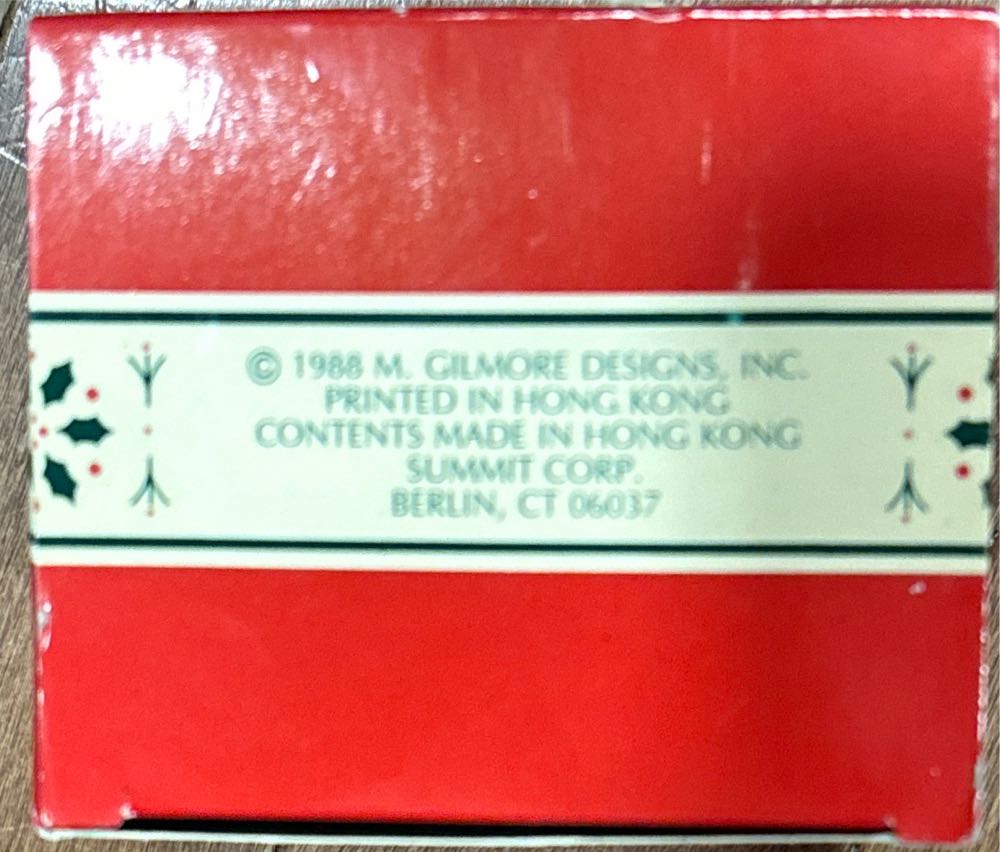 © 1988 M. GILMORE DESIGNS, INC.
PRINTED IN HONG KONG
CONTENTS MADE IN HONG KONG
SUMMIT CORP.
BERLIN, CT 06037